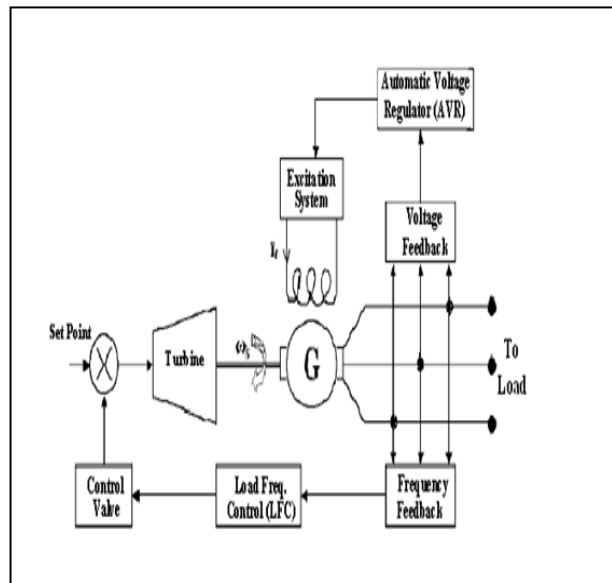 Automatic Voltage
Regulator (AVR)
Excitation
System
Voltage
Feedback
If
Set Point
Turbine
G
To
Load
Control
Valve
Load Freq.
Control (LFC)
Frequency
Feedback